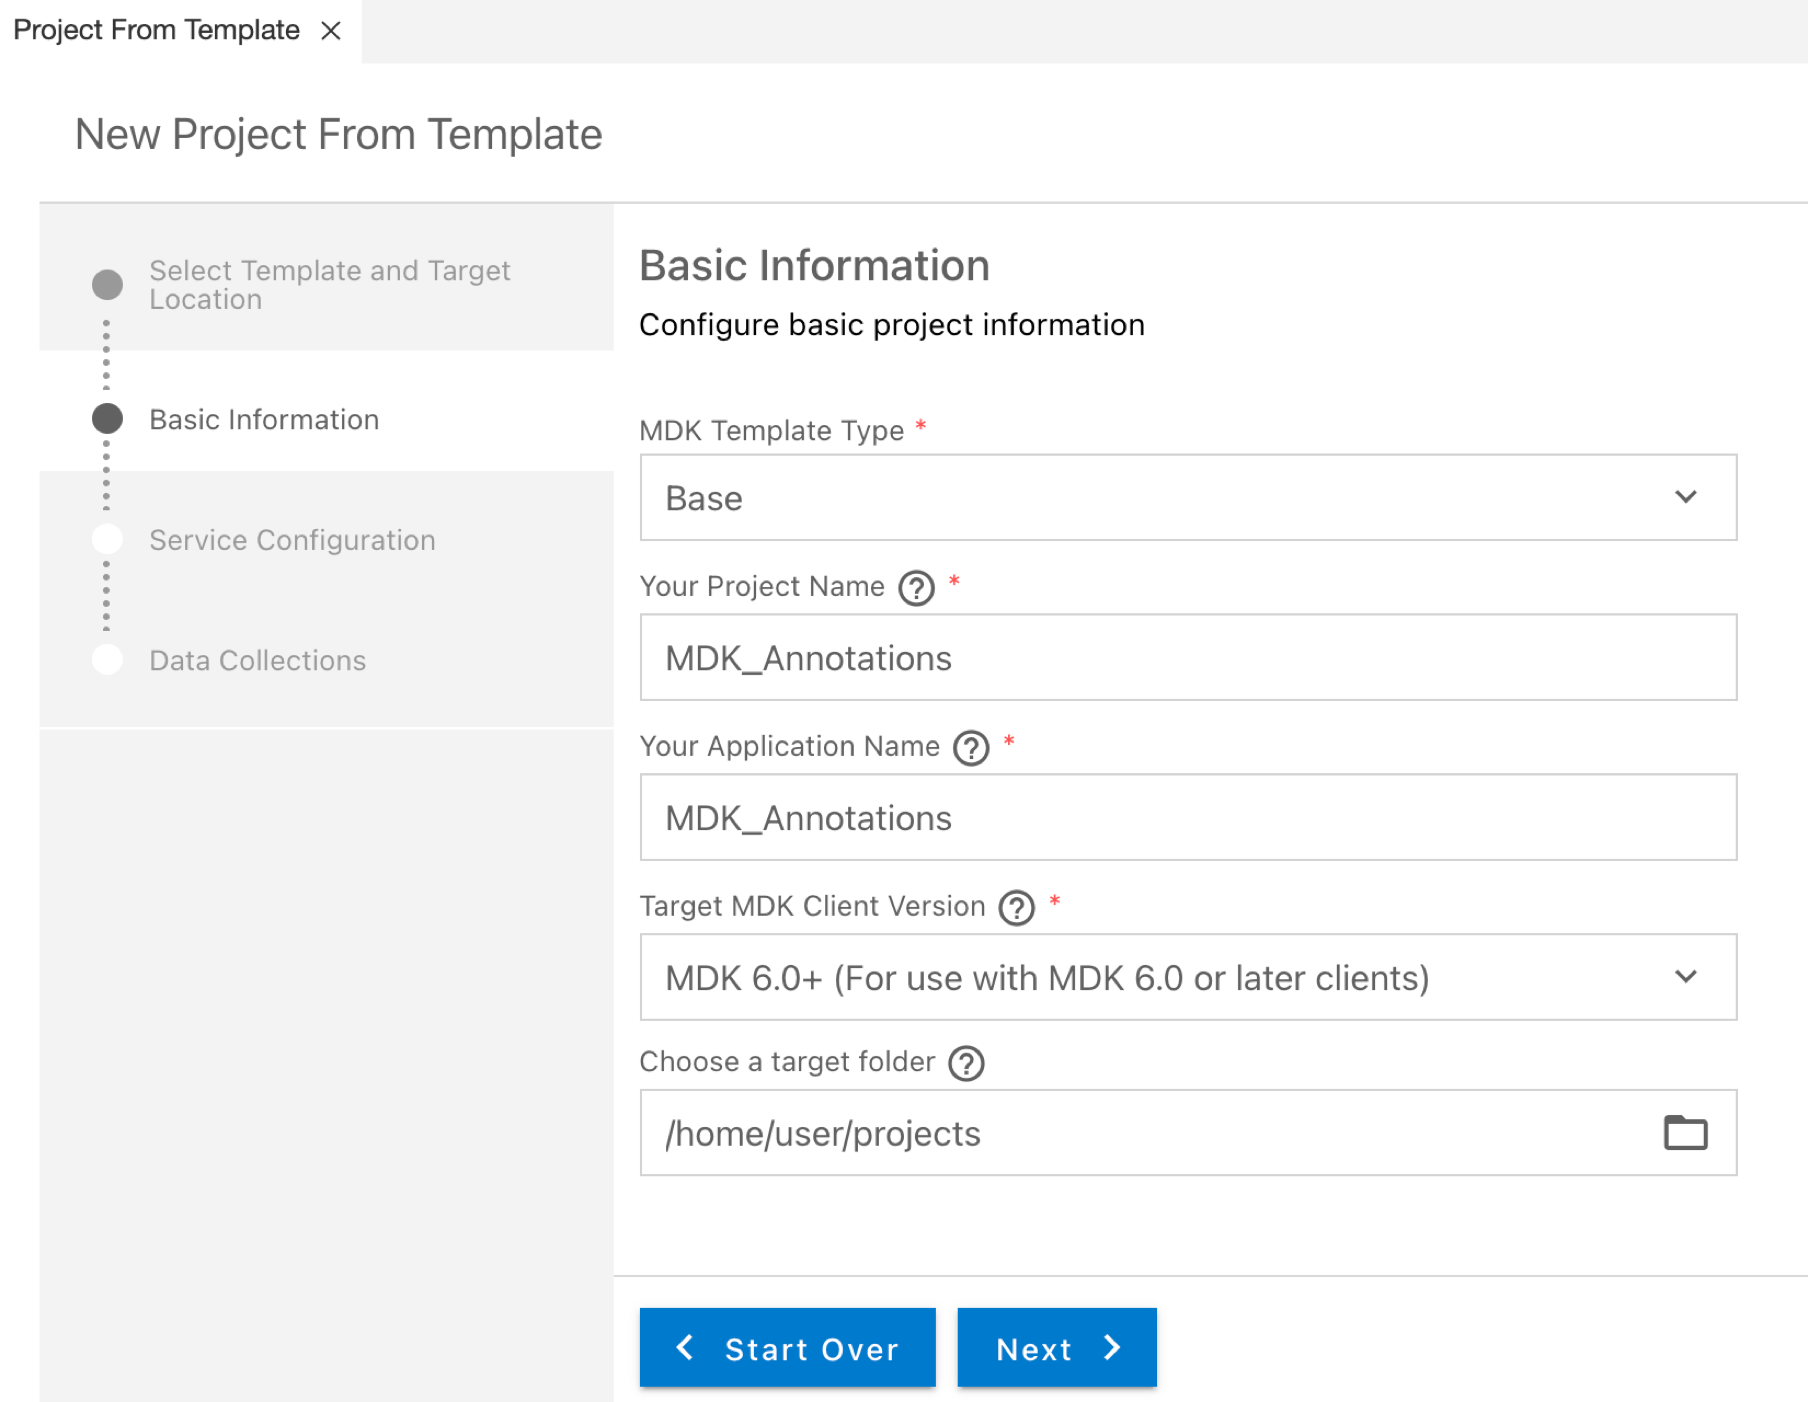 Project From Template
New Project From Template
Select Template and Target
Location
Basic Information
Service Configuration
Data Collections
Basic Information
Configure basic project information
MDK Template Type *
Base
Your Project Name ? *
MDK_Annotations
Your Application Name ? *
MDK_Annotations
Target MDK Client Version ? *
MDK 6.0+ (For use with MDK 6.0 or later clients)
Choose a target folder ?
/home/user/projects
Start Over
Next